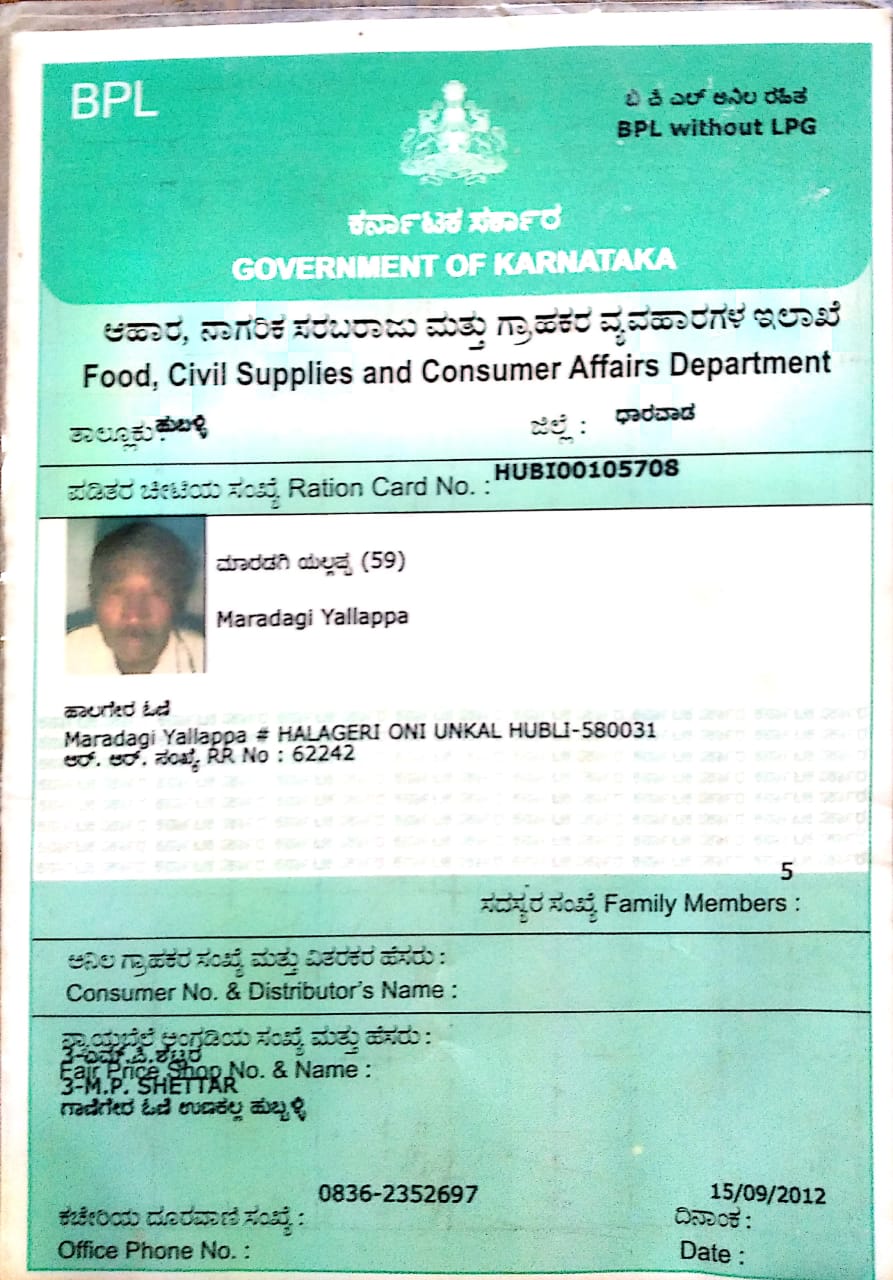 BPL
ಬಿ ಪಿ ಎಲ್ ಅನಿಲ ರಹಿತ
BPL without LPG
ಕರ್ನಾಟಕ ಸರ್ಕಾರ
GOVERNMENT OF KARNATAKA
ಆಹಾರ, ನಾಗರಿಕ ಸರಬರಾಜು ಮತ್ತು ಗ್ರಾಹಕರ ವ್ಯವಹಾರಗಳ ಇಲಾಖೆ
Food, Civil Supplies and Consumer Affairs Department
ತಾಲ್ಲೂಕು : ಹುಬಳ್ಳಿ ಜಿಲ್ಲೆ : ಧಾರವಾಡ
ಪಡಿತರ ಚೀಟಿಯ ಸಂಖ್ಯೆ Ration Card No. : HUBI00105708
ಮಾರಡಗಿ ಯಲ್ಲಪ್ಪ (59)
Maradagi Yallappa
ಹಾಲಗೇರ ಓಣಿ
Maradagi Yallappa # HALAGERI ONI UNKAL HUBLI-580031
ಆರ್. ಆರ್. ಸಂಖ್ಯೆ RR No : 62242
5
ಸದಸ್ಯರ ಸಂಖ್ಯೆ Family Members :
ಅನಿಲ ಗ್ರಾಹಕರ ಸಂಖ್ಯೆ ಮತ್ತು ವಿತರಕರ ಹೆಸರು :
Consumer No. & Distributor's Name :
ನ್ಯಾಯಬೆಲೆ ಅಂಗಡಿಯ ಸಂಖ್ಯೆ ಮತ್ತು ಹೆಸರು :
3-ಎಮ್.ಪಿ.ಶೆಟ್ಟರ
Fair Price Shop No. & Name :
3-M.P. SHETTAR
ಗಾಣಿಗೇರ ಓಣಿ ಉಣಕಲ್ಲ ಹುಬ್ಬಳ್ಳಿ
0836-2352697 15/09/2012
ಕಚೇರಿಯ ದೂರವಾಣಿ ಸಂಖ್ಯೆ : ದಿನಾಂಕ :
Office Phone No. : Date :